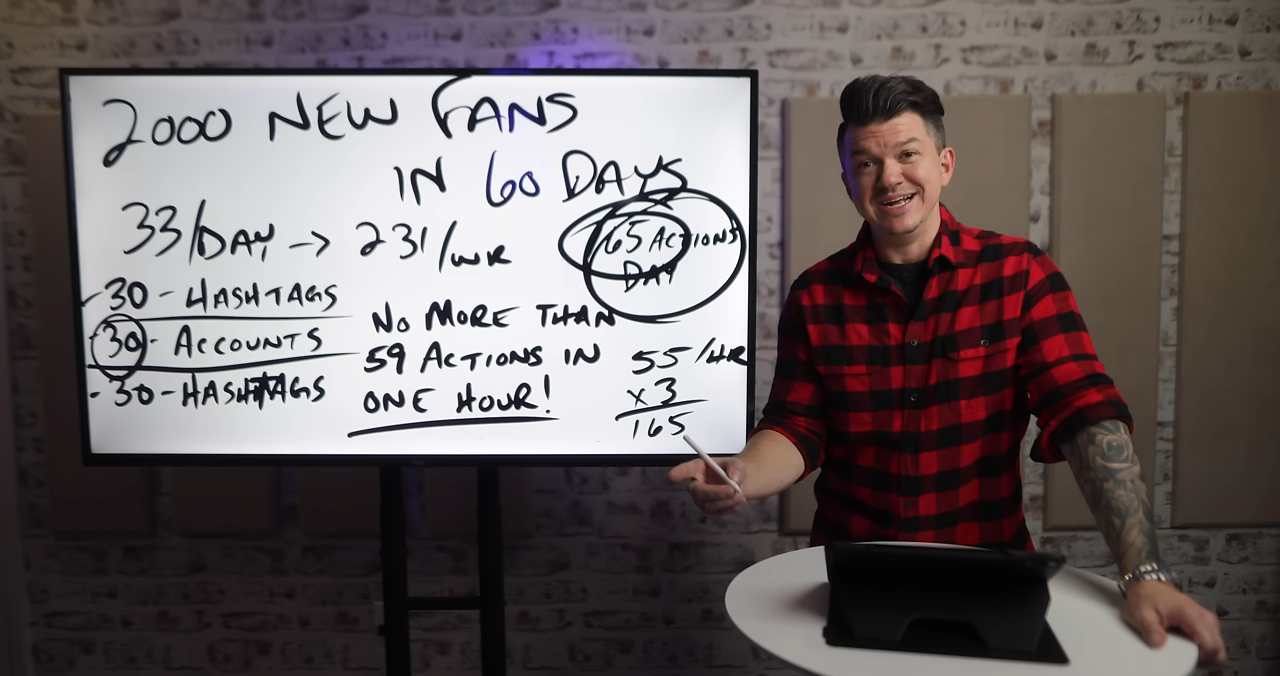 2000 NEW FANS
IN 60 DAYS
33/DAY -> 231/WK
165 ACTIONS
DAY
- 30 - HASHTAGS
30 - ACCOUNTS
- 30 - HASHTAGS
NO MORE THAN
59 ACTIONS IN
ONE HOUR!
55/HR
x 3
165